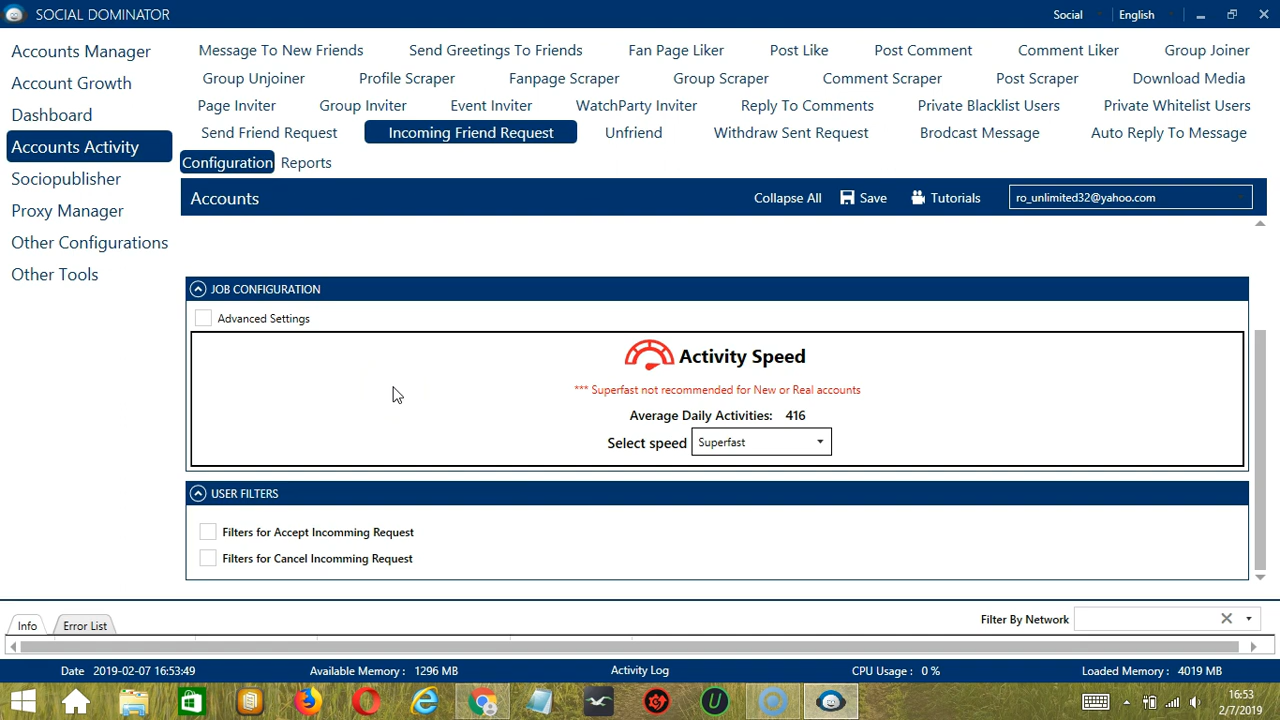 SOCIAL DOMINATOR
Social
English
Accounts Manager
Account Growth
Dashboard
Accounts Activity
Sociopublisher
Proxy Manager
Other Configurations
Other Tools
Message To New Friends
Send Greetings To Friends
Fan Page Liker
Post Like
Post Comment
Comment Liker
Group Joiner
Group Unjoiner
Profile Scraper
Fanpage Scraper
Group Scraper
Comment Scraper
Post Scraper
Download Media
Page Inviter
Group Inviter
Event Inviter
WatchParty Inviter
Reply To Comments
Private Blacklist Users
Private Whitelist Users
Send Friend Request
Incoming Friend Request
Unfriend
Withdraw Sent Request
Brodcast Message
Auto Reply To Message
Configuration
Reports
Accounts
Collapse All
Save
Tutorials
ro_unlimited32@yahoo.com
JOB CONFIGURATION
Advanced Settings
Activity Speed
*** Superfast not recommended for New or Real accounts
Average Daily Activities: 416
Select speed
Superfast
USER FILTERS
Filters for Accept Incomming Request
Filters for Cancel Incomming Request
Info
Error List
Filter By Network
Date 2019-02-07 16:53:49
Available Memory : 1296 MB
Activity Log
CPU Usage : 0 %
Loaded Memory : 4019 MB
16:53
2/7/2019